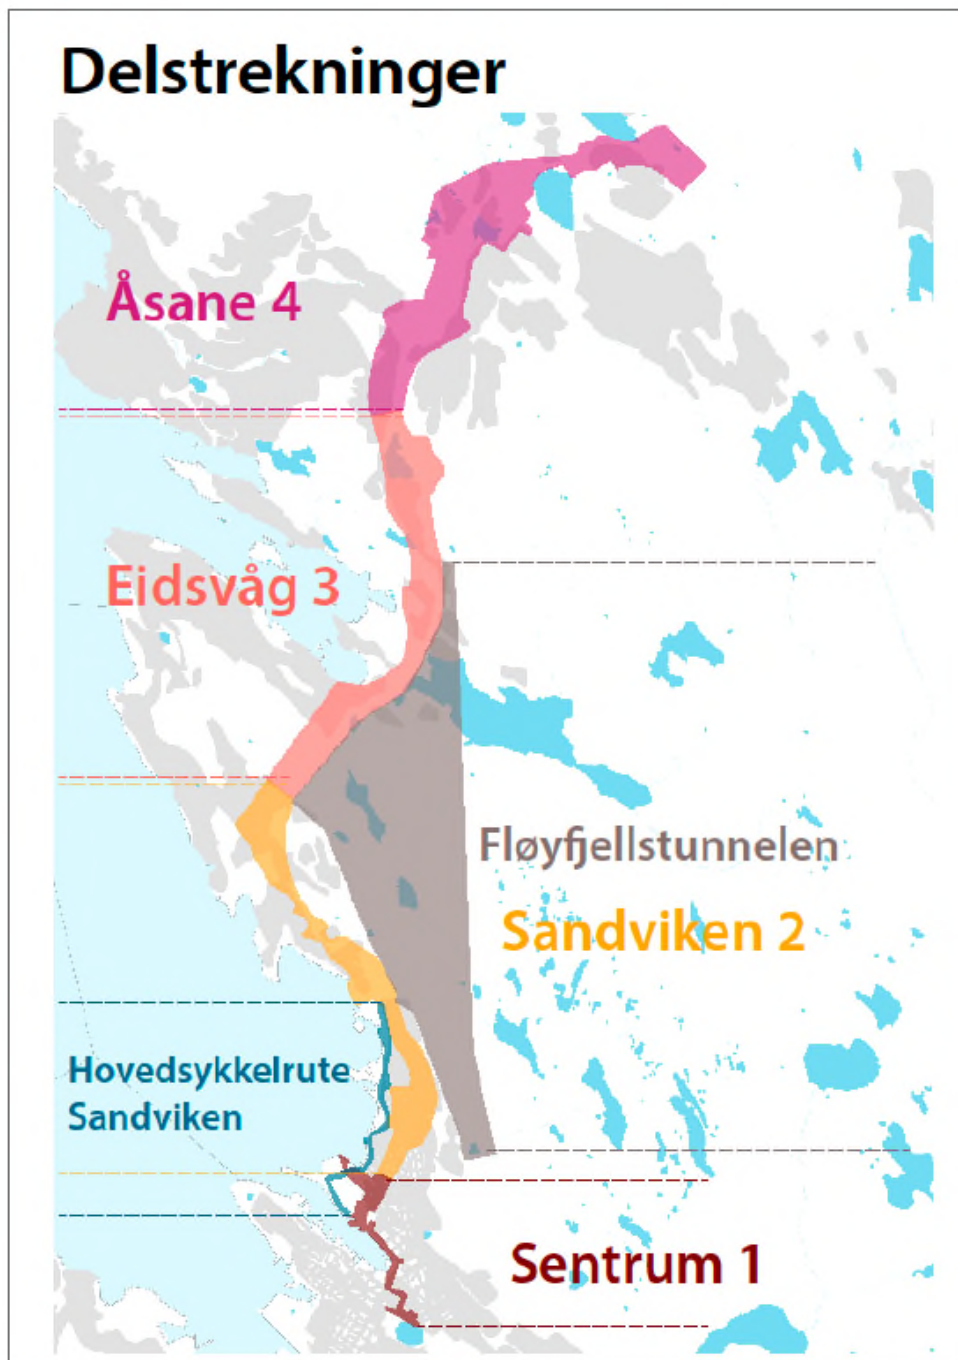 Delstrekninger
Åsane 4
Eidsvåg 3
Fløyfjellstunnelen
Sandviken 2
Hovedsykkelrute
Sandviken
Sentrum 1